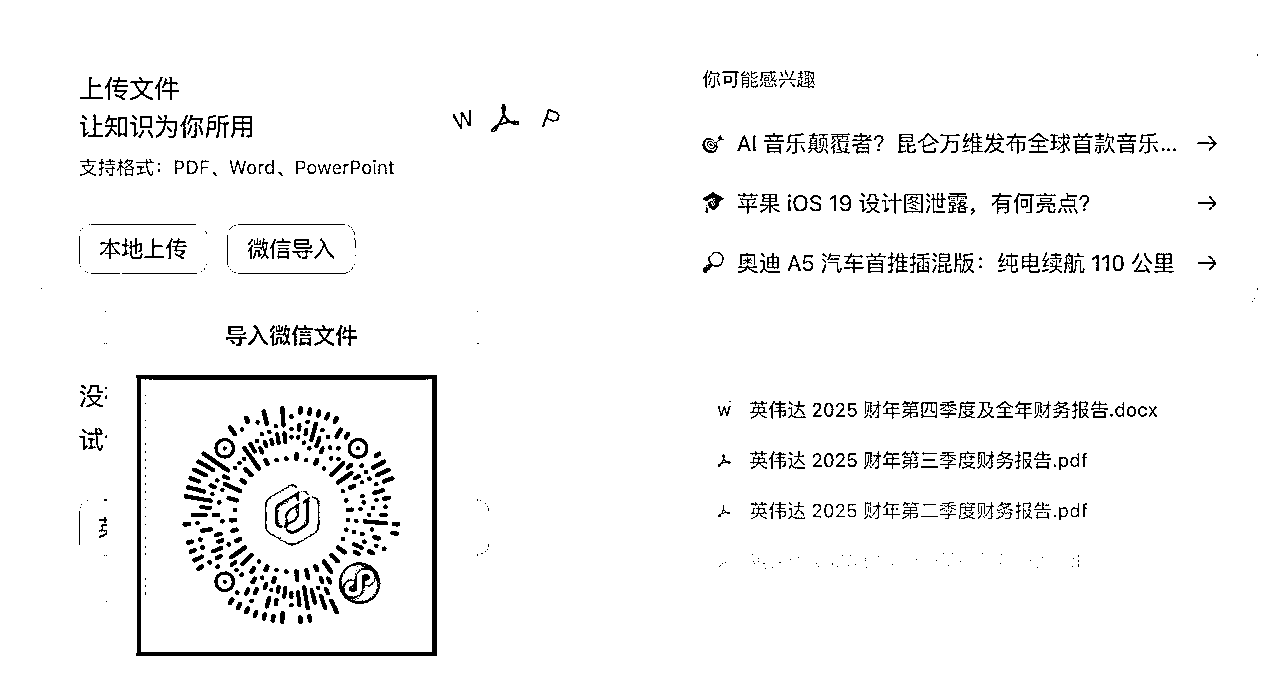 上传文件
让知识为你所用
支持格式：PDF、Word、PowerPoint
W
P
本地上传
微信导入
导入微信文件
没
试
你可能感兴趣
AI 音乐颠覆者？昆仑万维发布全球首款音乐...
苹果 iOS 19 设计图泄露，有何亮点？
奥迪 A5 汽车首推插混版：纯电续航 110 公里
W 英伟达 2025 财年第四季度及全年财务报告.docx
英伟达 2025 财年第三季度财务报告.pdf
英伟达 2025 财年第二季度财务报告.pdf